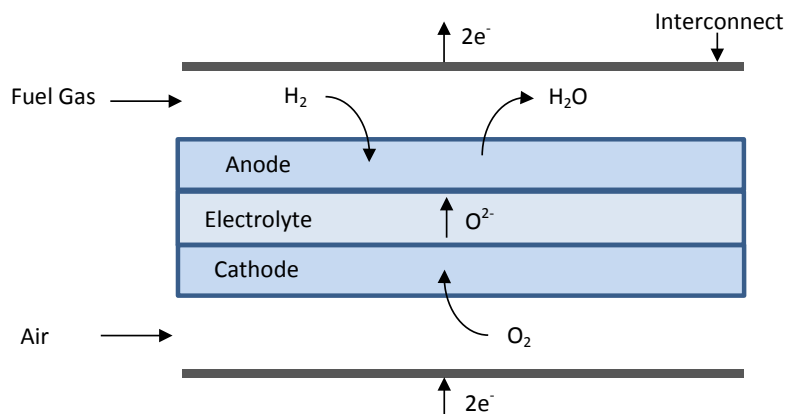 2e⁻
Interconnect
Fuel Gas
H₂
H₂O
Anode
Electrolyte
O²⁻
Cathode
Air
O₂
2e⁻